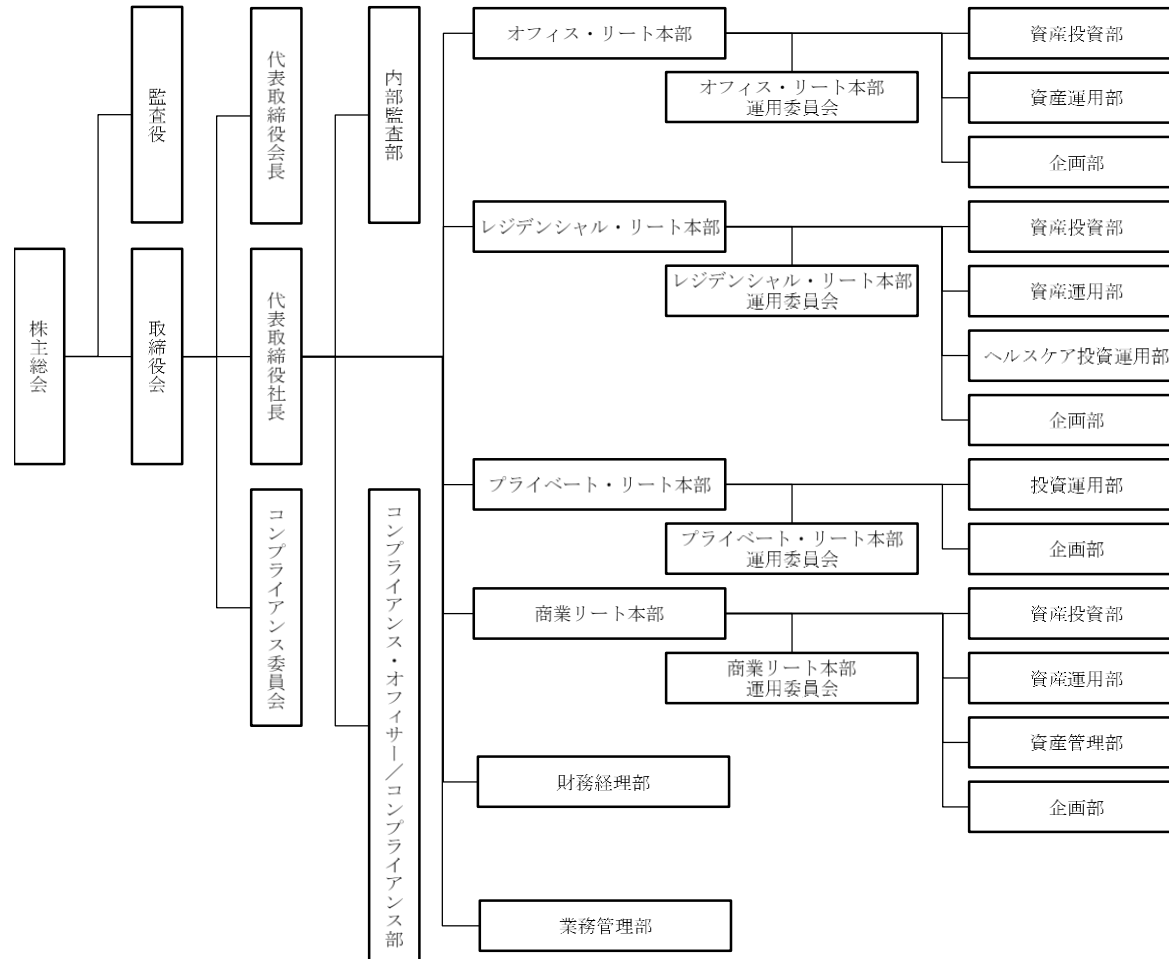 株主総会
監査役
取締役会
代表取締役会長
代表取締役社長
コンプライアンス委員会
内部監査部
コンプライアンス・オフィサー／コンプライアンス部
オフィス・リート本部
オフィス・リート本部
運用委員会
資産投資部
資産運用部
企画部
レジデンシャル・リート本部
レジデンシャル・リート本部
運用委員会
資産投資部
資産運用部
ヘルスケア投資運用部
企画部
プライベート・リート本部
プライベート・リート本部
運用委員会
投資運用部
企画部
商業リート本部
商業リート本部
運用委員会
資産投資部
資産運用部
資産管理部
企画部
財務経理部
業務管理部